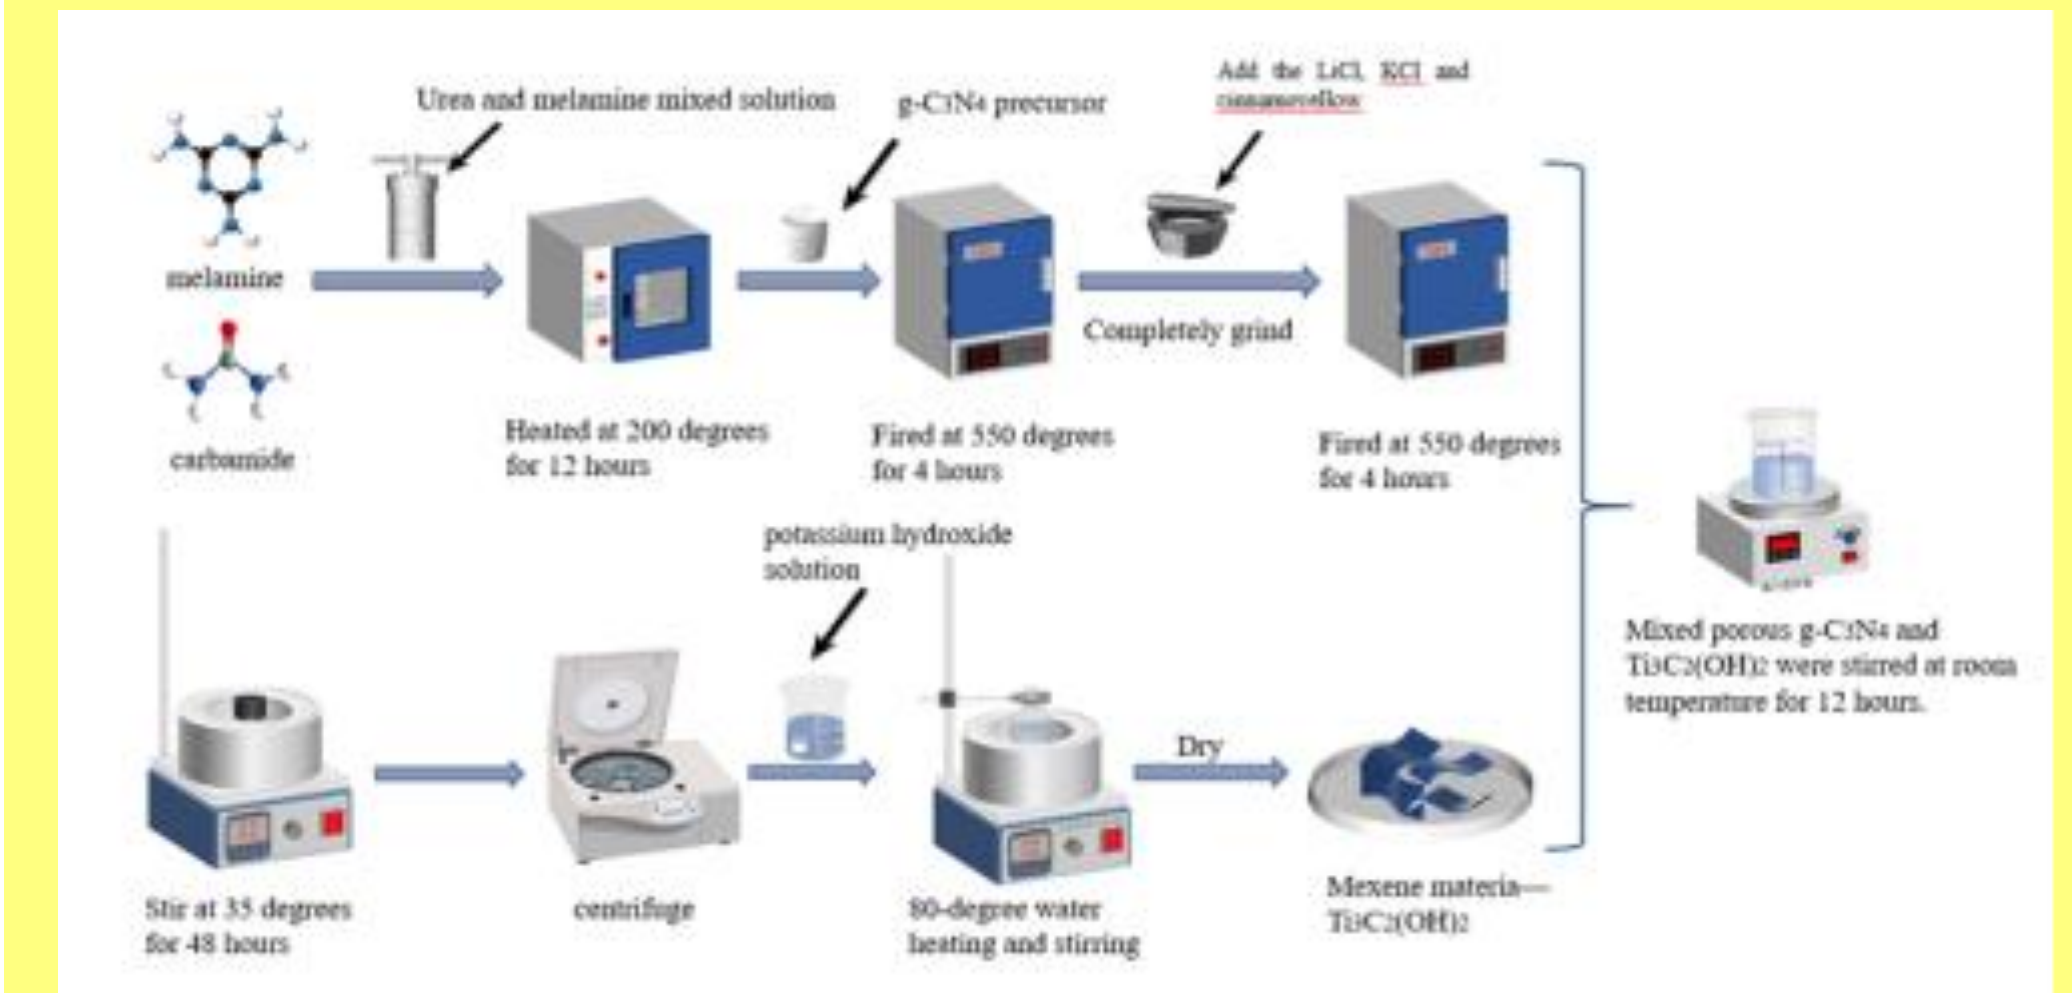 Urea and melamine mixed solution
g-C3N4 precursor
Add the LiCl, KCl and
melamine
carbamide
Completely grind
Heated at 200 degrees
for 12 hours
Fired at 550 degrees
for 4 hours
Fired at 550 degrees
for 4 hours
potassium hydroxide
solution
Mixed porous g-C3N4 and
Ti3C2(OH)2 were stirred at room
temperature for 12 hours.
Dry
Stir at 35 degrees
for 48 hours
centrifuge
80-degree water
heating and stirring
Mexene materia—
Ti3C2(OH)2